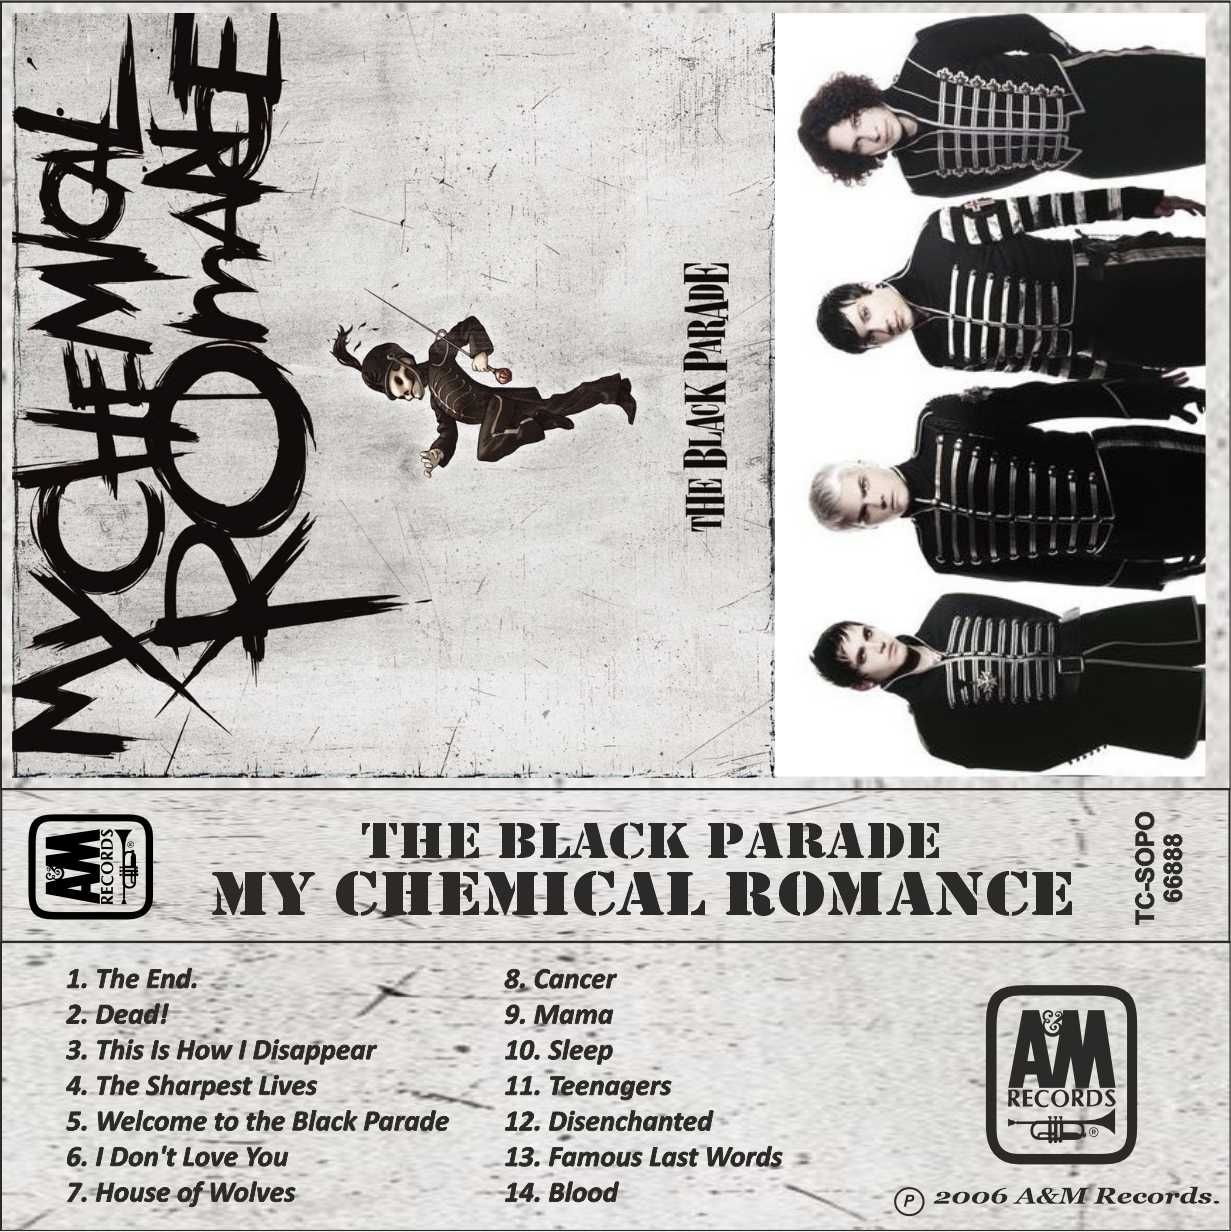 MY CHEMICAL
ROMANCE
THE BLACK PARADE
A&M
RECORDS
®
THE BLACK PARADE
MY CHEMICAL ROMANCE
TC-SOPO
66888
1. The End.
2. Dead!
3. This Is How I Disappear
4. The Sharpest Lives
5. Welcome to the Black Parade
6. I Don't Love You
7. House of Wolves
8. Cancer
9. Mama
10. Sleep
11. Teenagers
12. Disenchanted
13. Famous Last Words
14. Blood
A&M
RECORDS
®
℗ 2006 A&M Records.